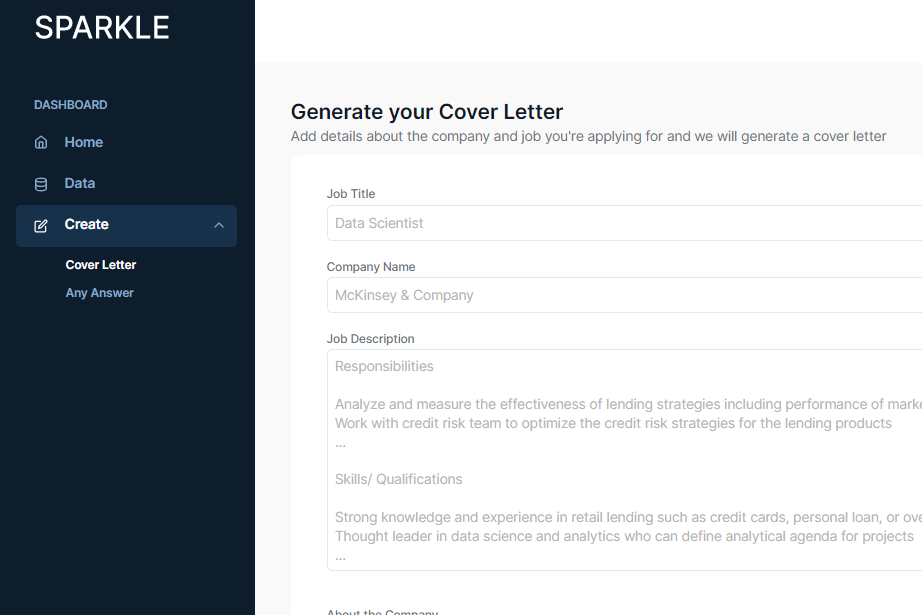 SPARKLE
DASHBOARD
Home
Data
Create
Cover Letter
Any Answer
Generate your Cover Letter
Add details about the company and job you're applying for and we will generate a cover letter
Job Title
Data Scientist
Company Name
McKinsey & Company
Job Description
Responsibilities
Analyze and measure the effectiveness of lending strategies including performance of
Work with credit risk team to optimize the credit risk strategies for the lending products
...
Skills/ Qualifications
Strong knowledge and experience in retail lending such as credit cards, personal loan, or
Thought leader in data science and analytics who can define analytical agenda for projects
...
About the Company